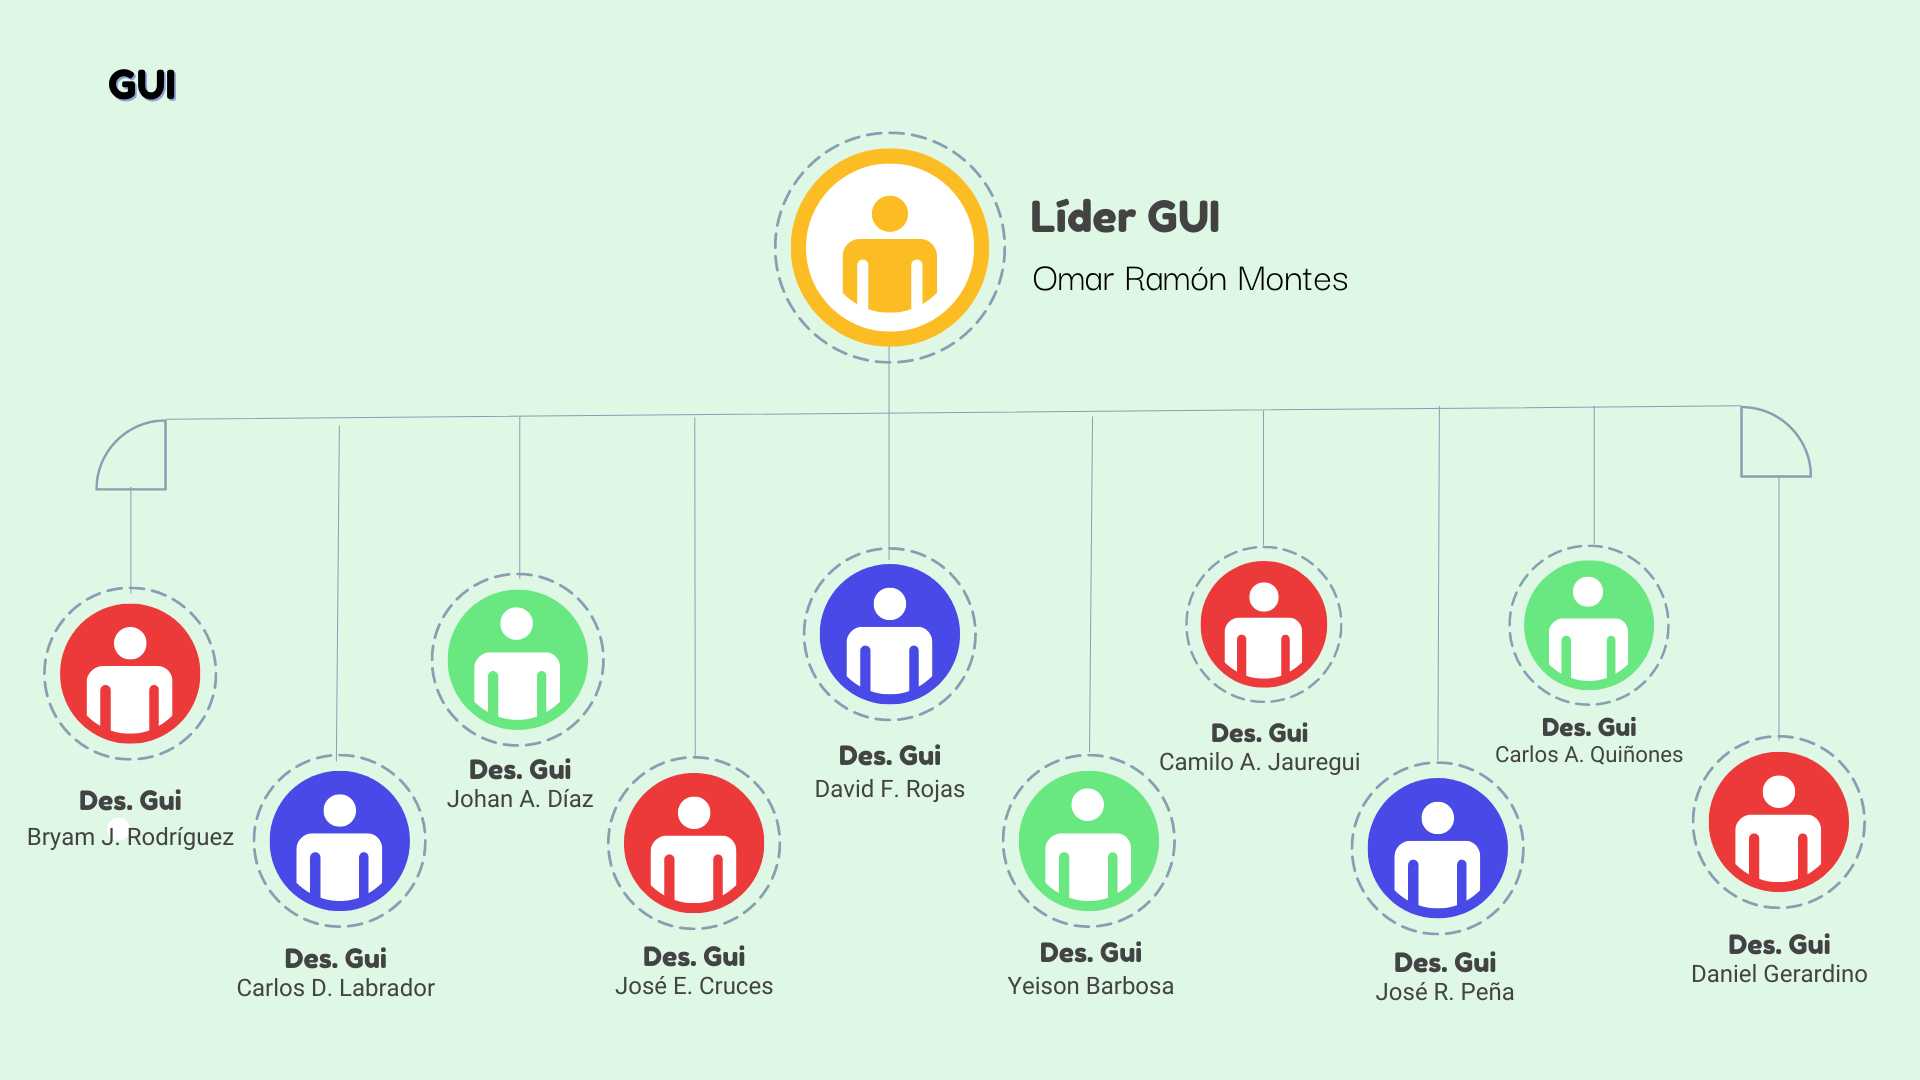 GUI
Líder GUI
Omar Ramón Montes
Des. Gui
Bryam J. Rodríguez
Des. Gui
Carlos D. Labrador
Des. Gui
Johan A. Díaz
Des. Gui
José E. Cruces
Des. Gui
David F. Rojas
Des. Gui
Yeison Barbosa
Des. Gui
Camilo A. Jauregui
Des. Gui
José R. Peña
Des. Gui
Carlos A. Quiñones
Des. Gui
Daniel Gerardino